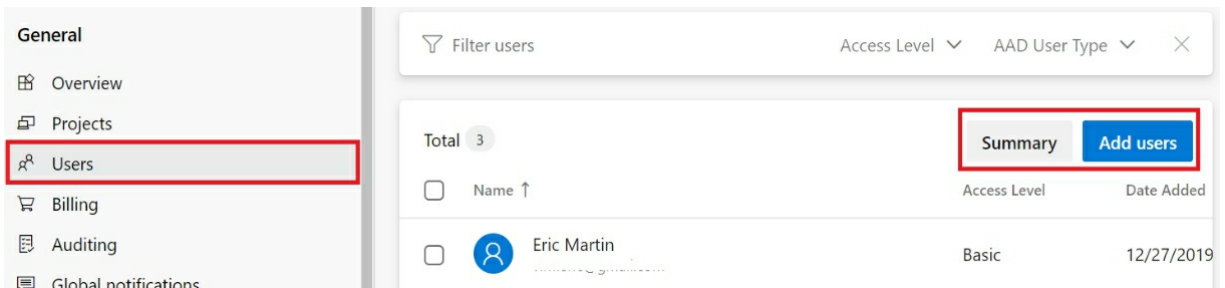 General
Overview
Projects
Users
Billing
Auditing
Global notifications
Filter users Access Level AAD User Type
Total 3 Summary Add users
Name ↑ Access Level Date Added
Eric Martin Basic 12/27/2019